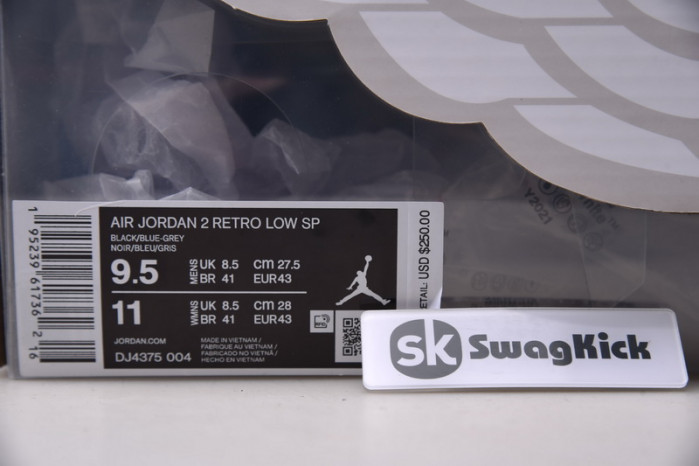 AIR JORDAN 2 RETRO LOW SP
BLACK/BLUE-GREY
NOIR/BLEU/GRIS
9.5 MENS UK 8.5 CM 27.5
BR 41 EUR43
11 WMNS UK 8.5 CM 28
BR 41 EUR43
JORDAN.COM
DJ4375 004
MADE IN VIETNAM /
FABRIQUÉ AU VIETNAM /
FABRICADO NO VIETNÃ /
HECHO EN VIETNAM
1 95239 61736 2 16
RETAIL: USD $250.00
Y2021
SK SwagKick